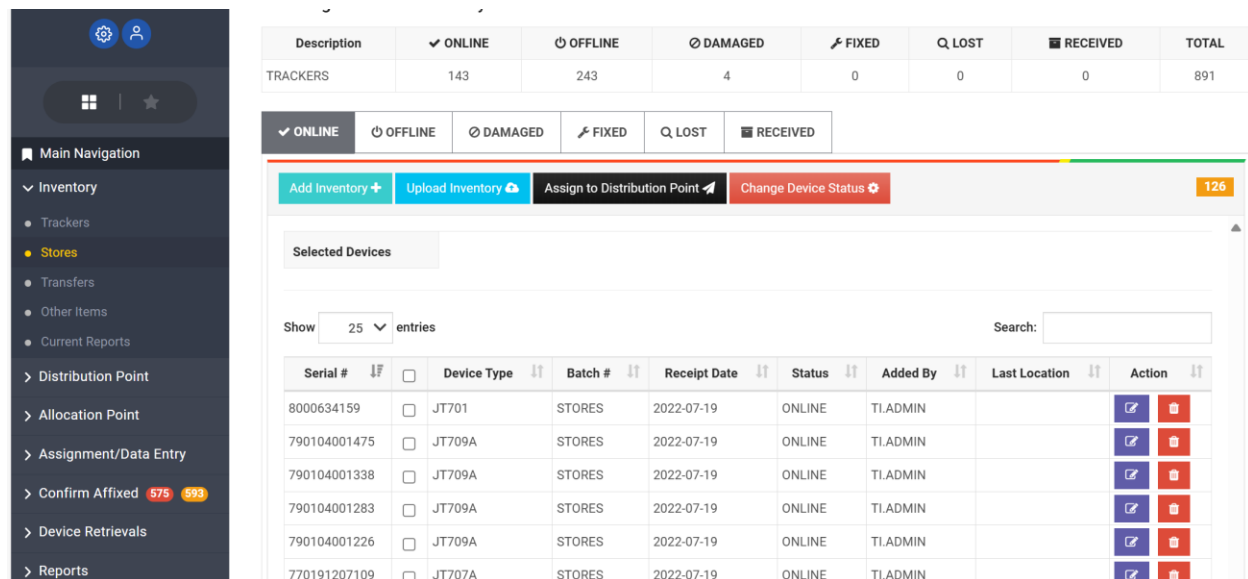 Description ONLINE OFFLINE DAMAGED FIXED LOST RECEIVED TOTAL
TRACKERS 143 243 4 0 0 0 891
ONLINE OFFLINE DAMAGED FIXED LOST RECEIVED
Main Navigation
Inventory
Trackers
Stores
Transfers
Other Items
Current Reports
Distribution Point
Allocation Point
Assignment/Data Entry
Confirm Affixed 575 593
Device Retrievals
Reports
Add Inventory Upload Inventory Assign to Distribution Point Change Device Status 126
Selected Devices
Show 25 entries Search:
Serial # Device Type Batch # Receipt Date Status Added By Last Location Action
8000634159 JT701 STORES 2022-07-19 ONLINE TI.ADMIN
790104001475 JT709A STORES 2022-07-19 ONLINE TI.ADMIN
790104001338 JT709A STORES 2022-07-19 ONLINE TI.ADMIN
790104001283 JT709A STORES 2022-07-19 ONLINE TI.ADMIN
790104001226 JT709A STORES 2022-07-19 ONLINE TI.ADMIN
770191207109 JT707A STORES 2022-07-19 ONLINE TI.ADMIN